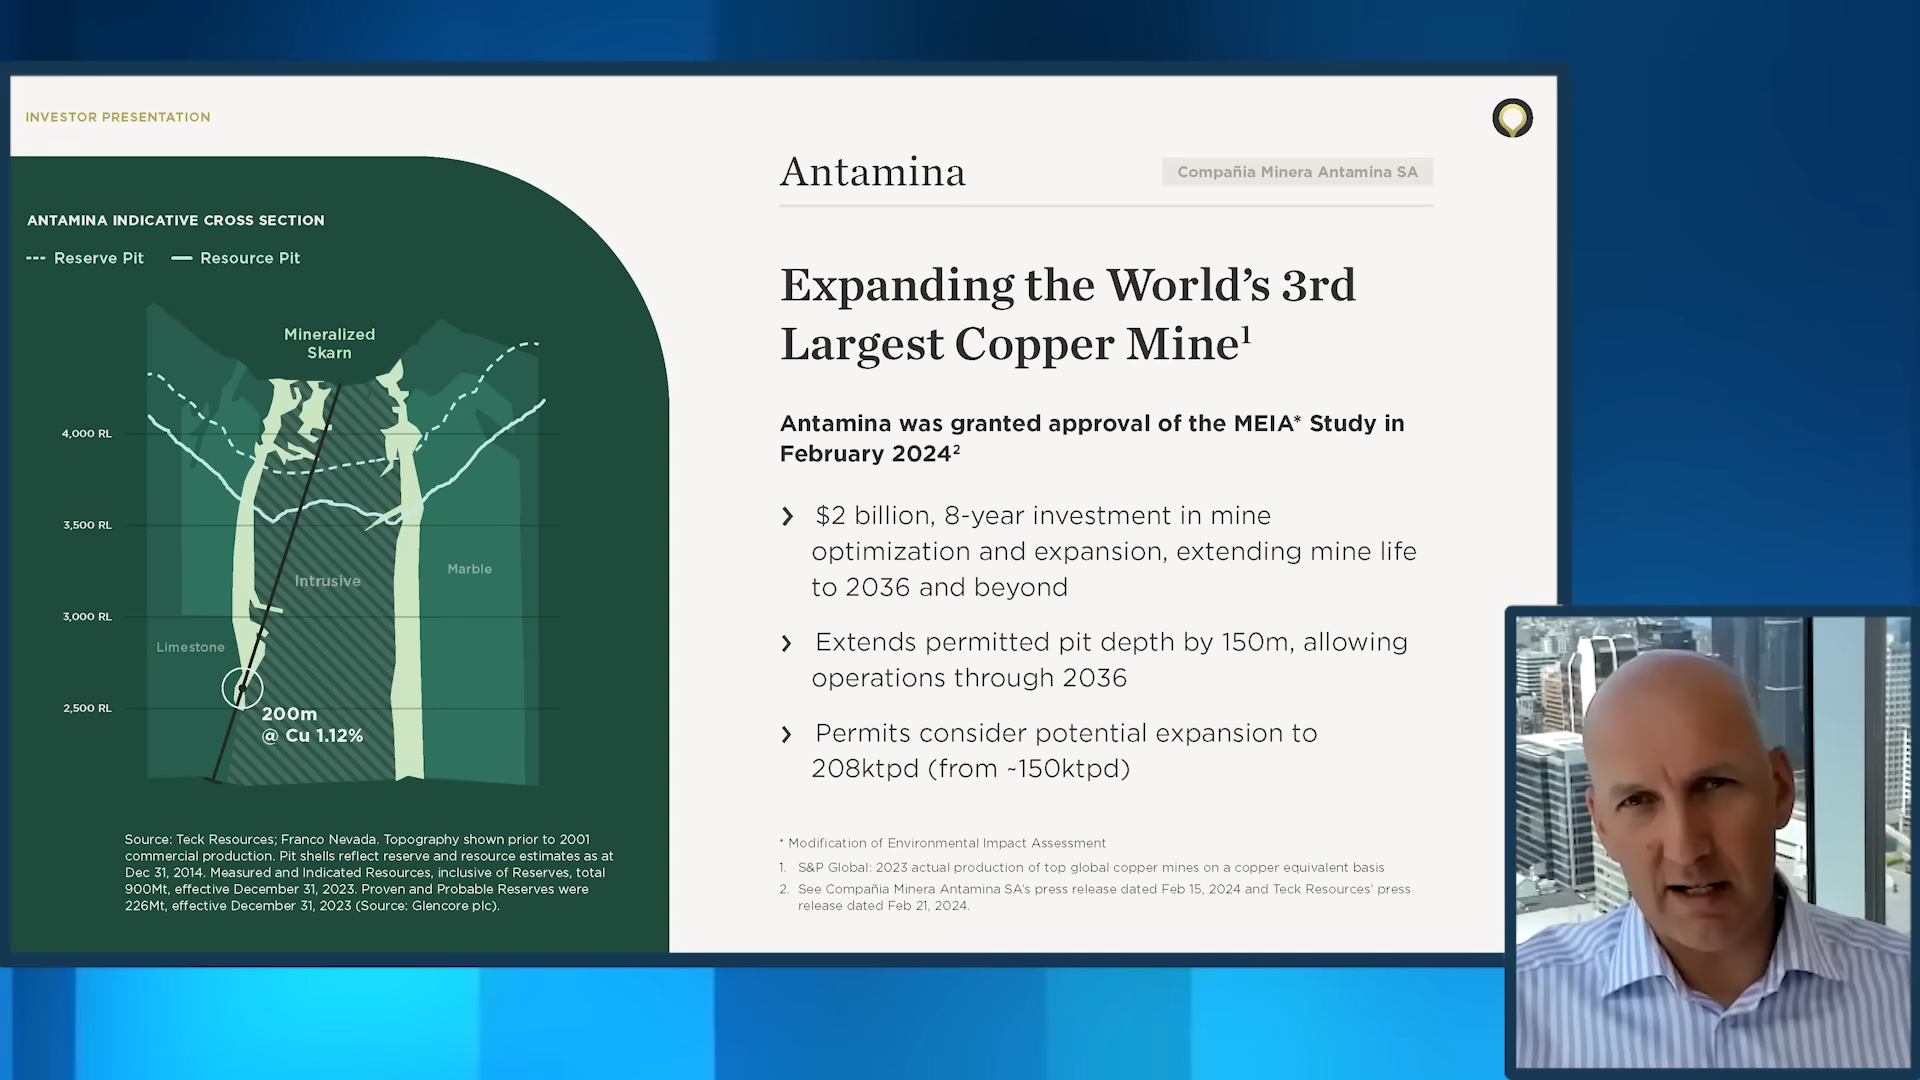 INVESTOR PRESENTATION
ANTAMINA INDICATIVE CROSS SECTION
Reserve Pit
Resource Pit
Mineralized
Skarn
4,000 RL
3,500 RL
Intrusive
Marble
3,000 RL
Limestone
2,500 RL
200m
@ Cu 1.12%
Source: Teck Resources; Franco Nevada. Topography shown prior to 2001
commercial production. Pit shells reflect reserve and resource estimates as at
Dec 31, 2014. Measured and Indicated Resources, inclusive of Reserves, total
900Mt, effective December 31, 2023. Proven and Probable Reserves were
226Mt, effective December 31, 2023 (Source: Glencore plc).
Antamina
Compañia Minera Antamina SA
Expanding the World’s 3rd
Largest Copper Mine¹
Antamina was granted approval of the MEIA* Study in
February 2024²
› $2 billion, 8-year investment in mine
optimization and expansion, extending mine life
to 2036 and beyond
› Extends permitted pit depth by 150m, allowing
operations through 2036
› Permits consider potential expansion to
208ktpd (from ~150ktpd)
* Modification of Environmental Impact Assessment
1. S&P Global: 2023 actual production of top global copper mines on a copper equivalent basis
2. See Compañia Minera Antamina SA’s press release dated Feb 15, 2024 and Teck Resources’ press
release dated Feb 21, 2024.